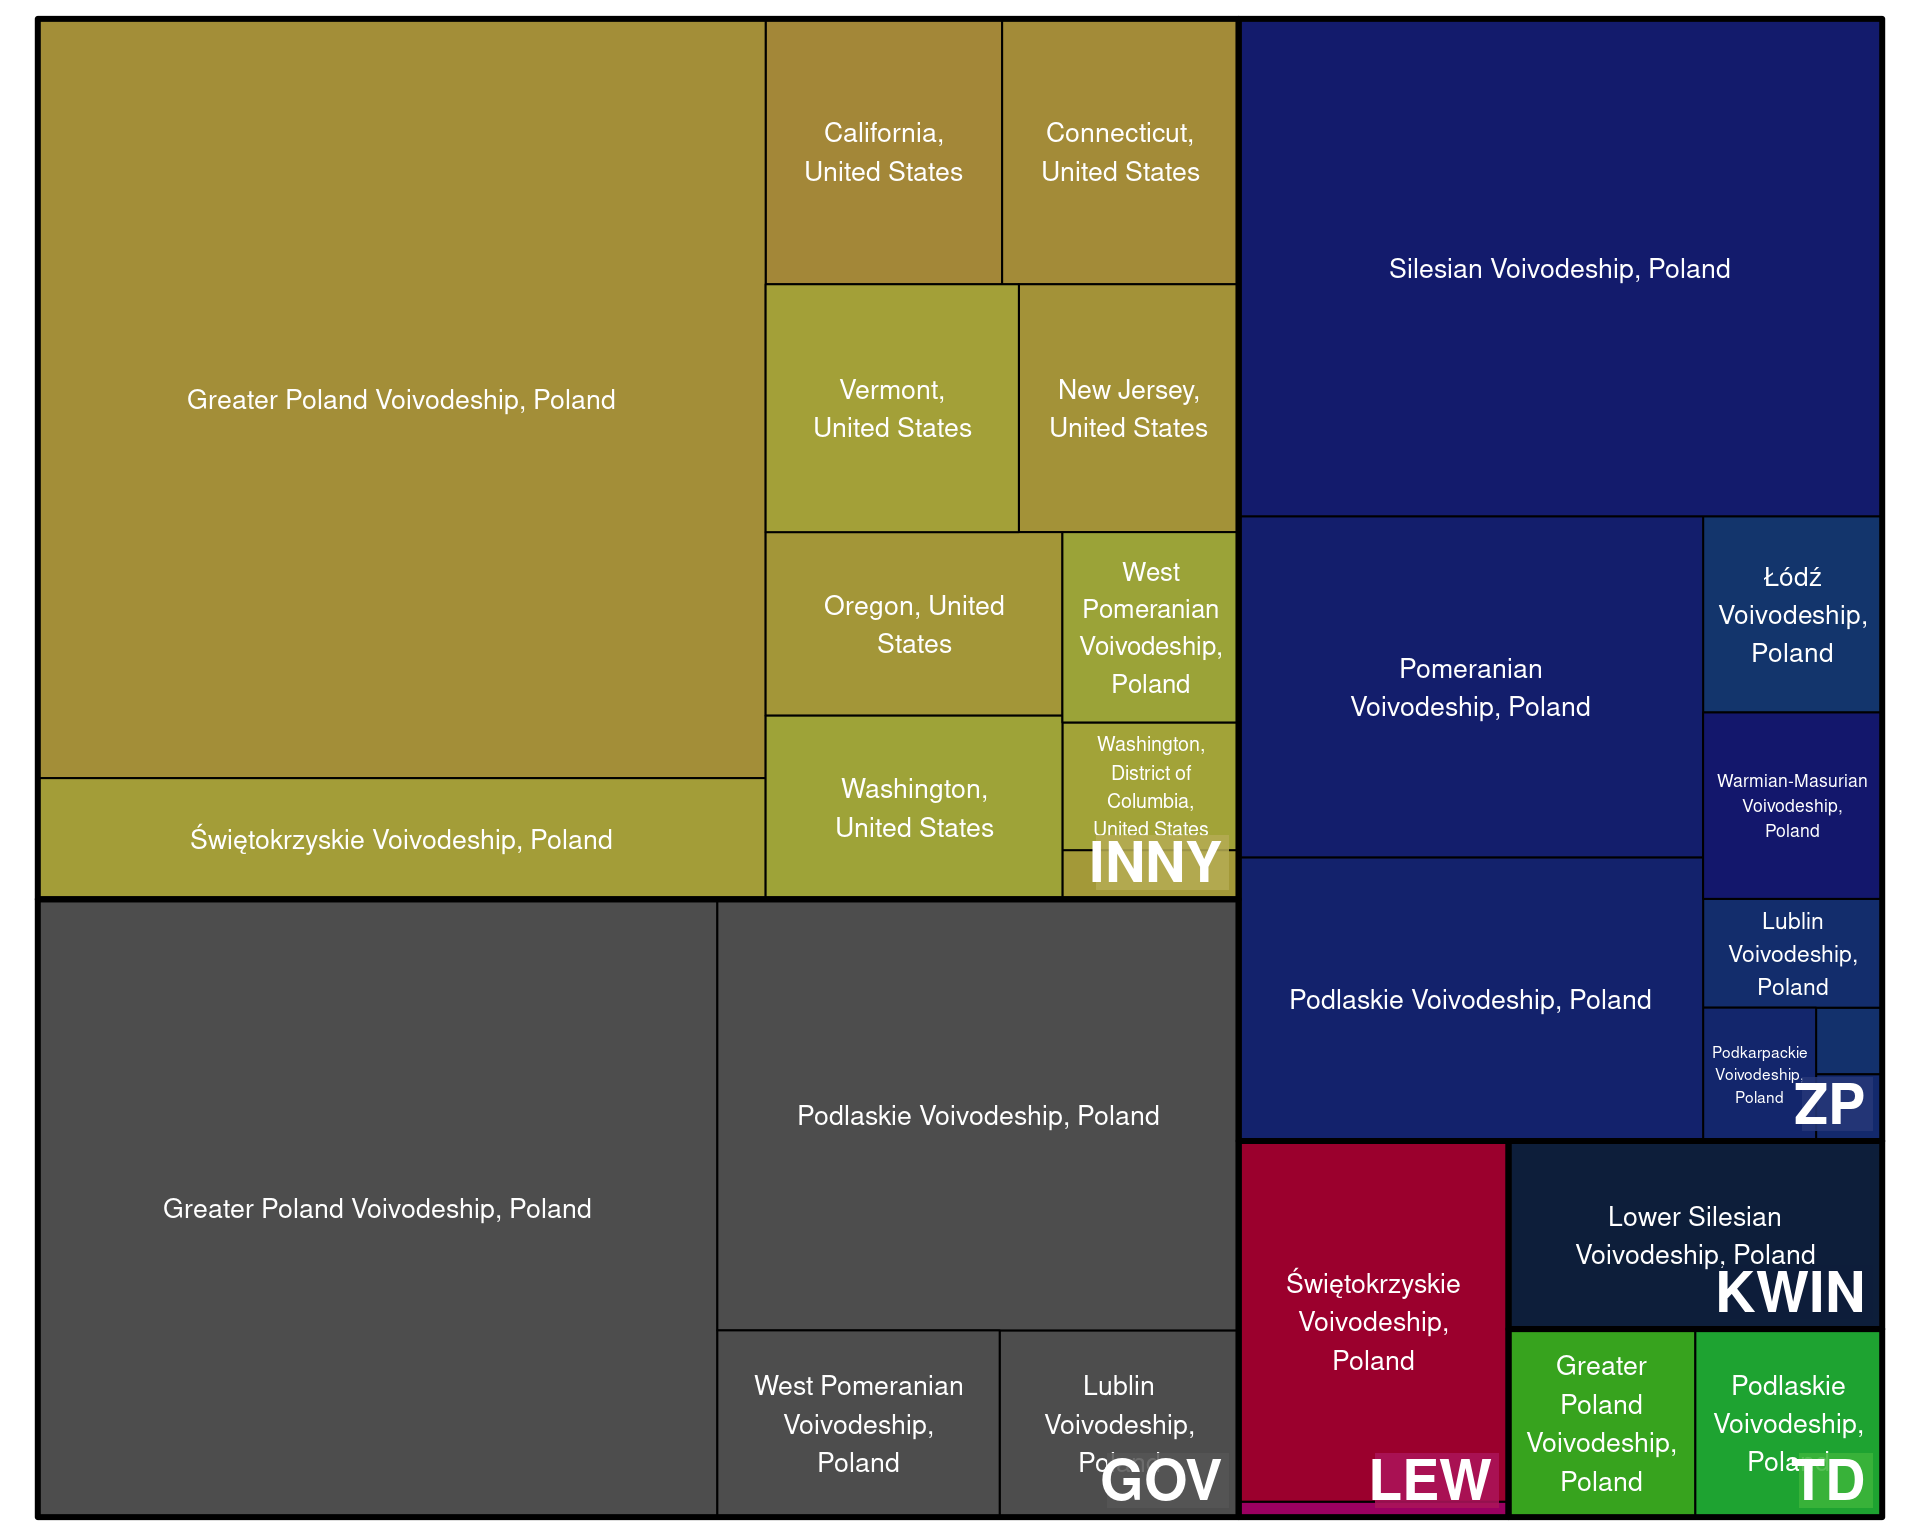 Greater Poland Voivodeship, Poland
Świętokrzyskie Voivodeship, Poland
California,
United States
Connecticut,
United States
Vermont,
United States
New Jersey,
United States
Oregon, United
States
West
Pomeranian
Voivodeship,
Poland
Washington,
United States
Washington,
District of
Columbia,
United States
INNY
Greater Poland Voivodeship, Poland
Podlaskie Voivodeship, Poland
West Pomeranian
Voivodeship,
Poland
Lublin
Voivodeship,
Poland
GOV
Silesian Voivodeship, Poland
Pomeranian
Voivodeship, Poland
Podlaskie Voivodeship, Poland
Łódź
Voivodeship,
Poland
Warmian-Masurian
Voivodeship,
Poland
Lublin
Voivodeship,
Poland
Podkarpackie
Voivodeship,
Poland
ZP
Świętokrzyskie
Voivodeship,
Poland
LEW
Lower Silesian
Voivodeship, Poland
KWIN
Greater
Poland
Voivodeship,
Poland
Podlaskie
Voivodeship,
Poland
TD